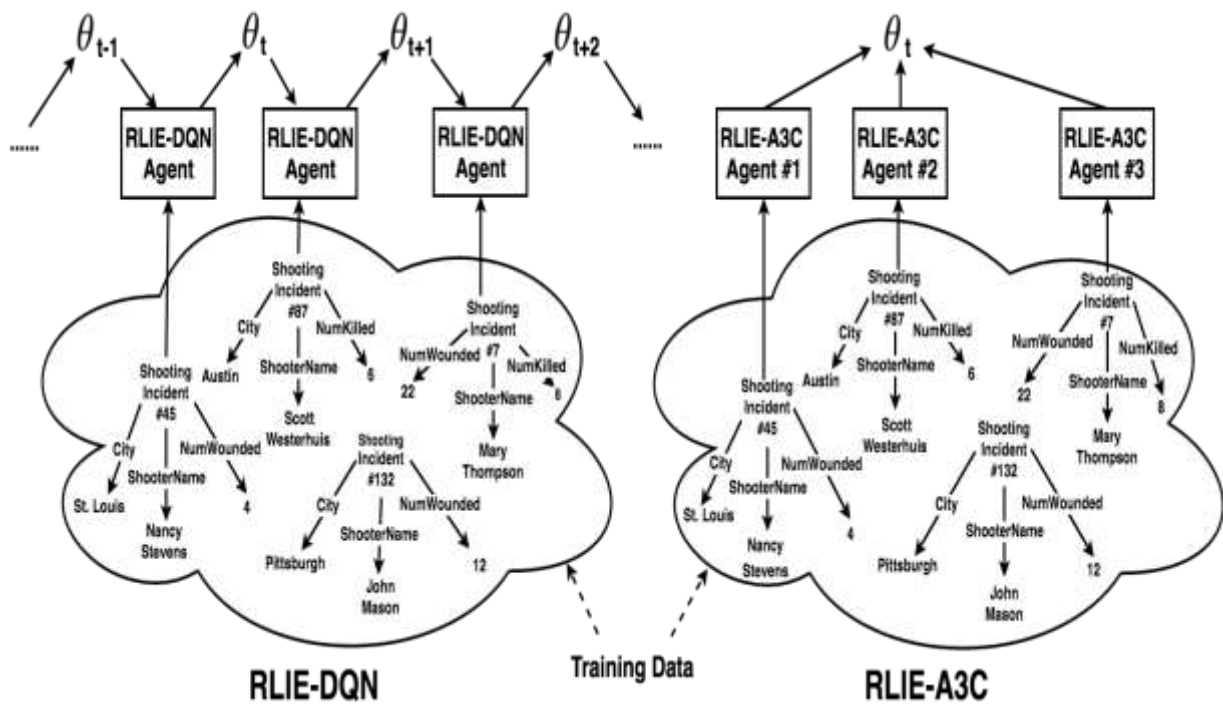 θt-1
θt
θt+1
θt+2
......
RLIE-DQN
Agent
RLIE-DQN
Agent
RLIE-DQN
Agent
......
Shooting
Incident
#87
City
NumKilled
ShooterName
Austin
6
Scott
Westerhuis
Shooting
Incident
#7
NumWounded
NumKilled
22
ShooterName
8
Mary
Thompson
Shooting
Incident
#45
City
NumWounded
ShooterName
St. Louis
4
Nancy
Stevens
Shooting
Incident
#132
City
NumWounded
ShooterName
Pittsburgh
12
John
Mason
RLIE-DQN
Training Data
θt
RLIE-A3C
Agent #1
RLIE-A3C
Agent #2
RLIE-A3C
Agent #3
Shooting
Incident
#87
City
NumKilled
ShooterName
Austin
6
Scott
Westerhuis
Shooting
Incident
#7
NumWounded
NumKilled
ShooterName
22
8
Mary
Thompson
Shooting
Incident
#45
City
NumWounded
ShooterName
St. Louis
4
Nancy
Stevens
Shooting
Incident
#132
City
NumWounded
ShooterName
Pittsburgh
12
John
Mason
RLIE-A3C